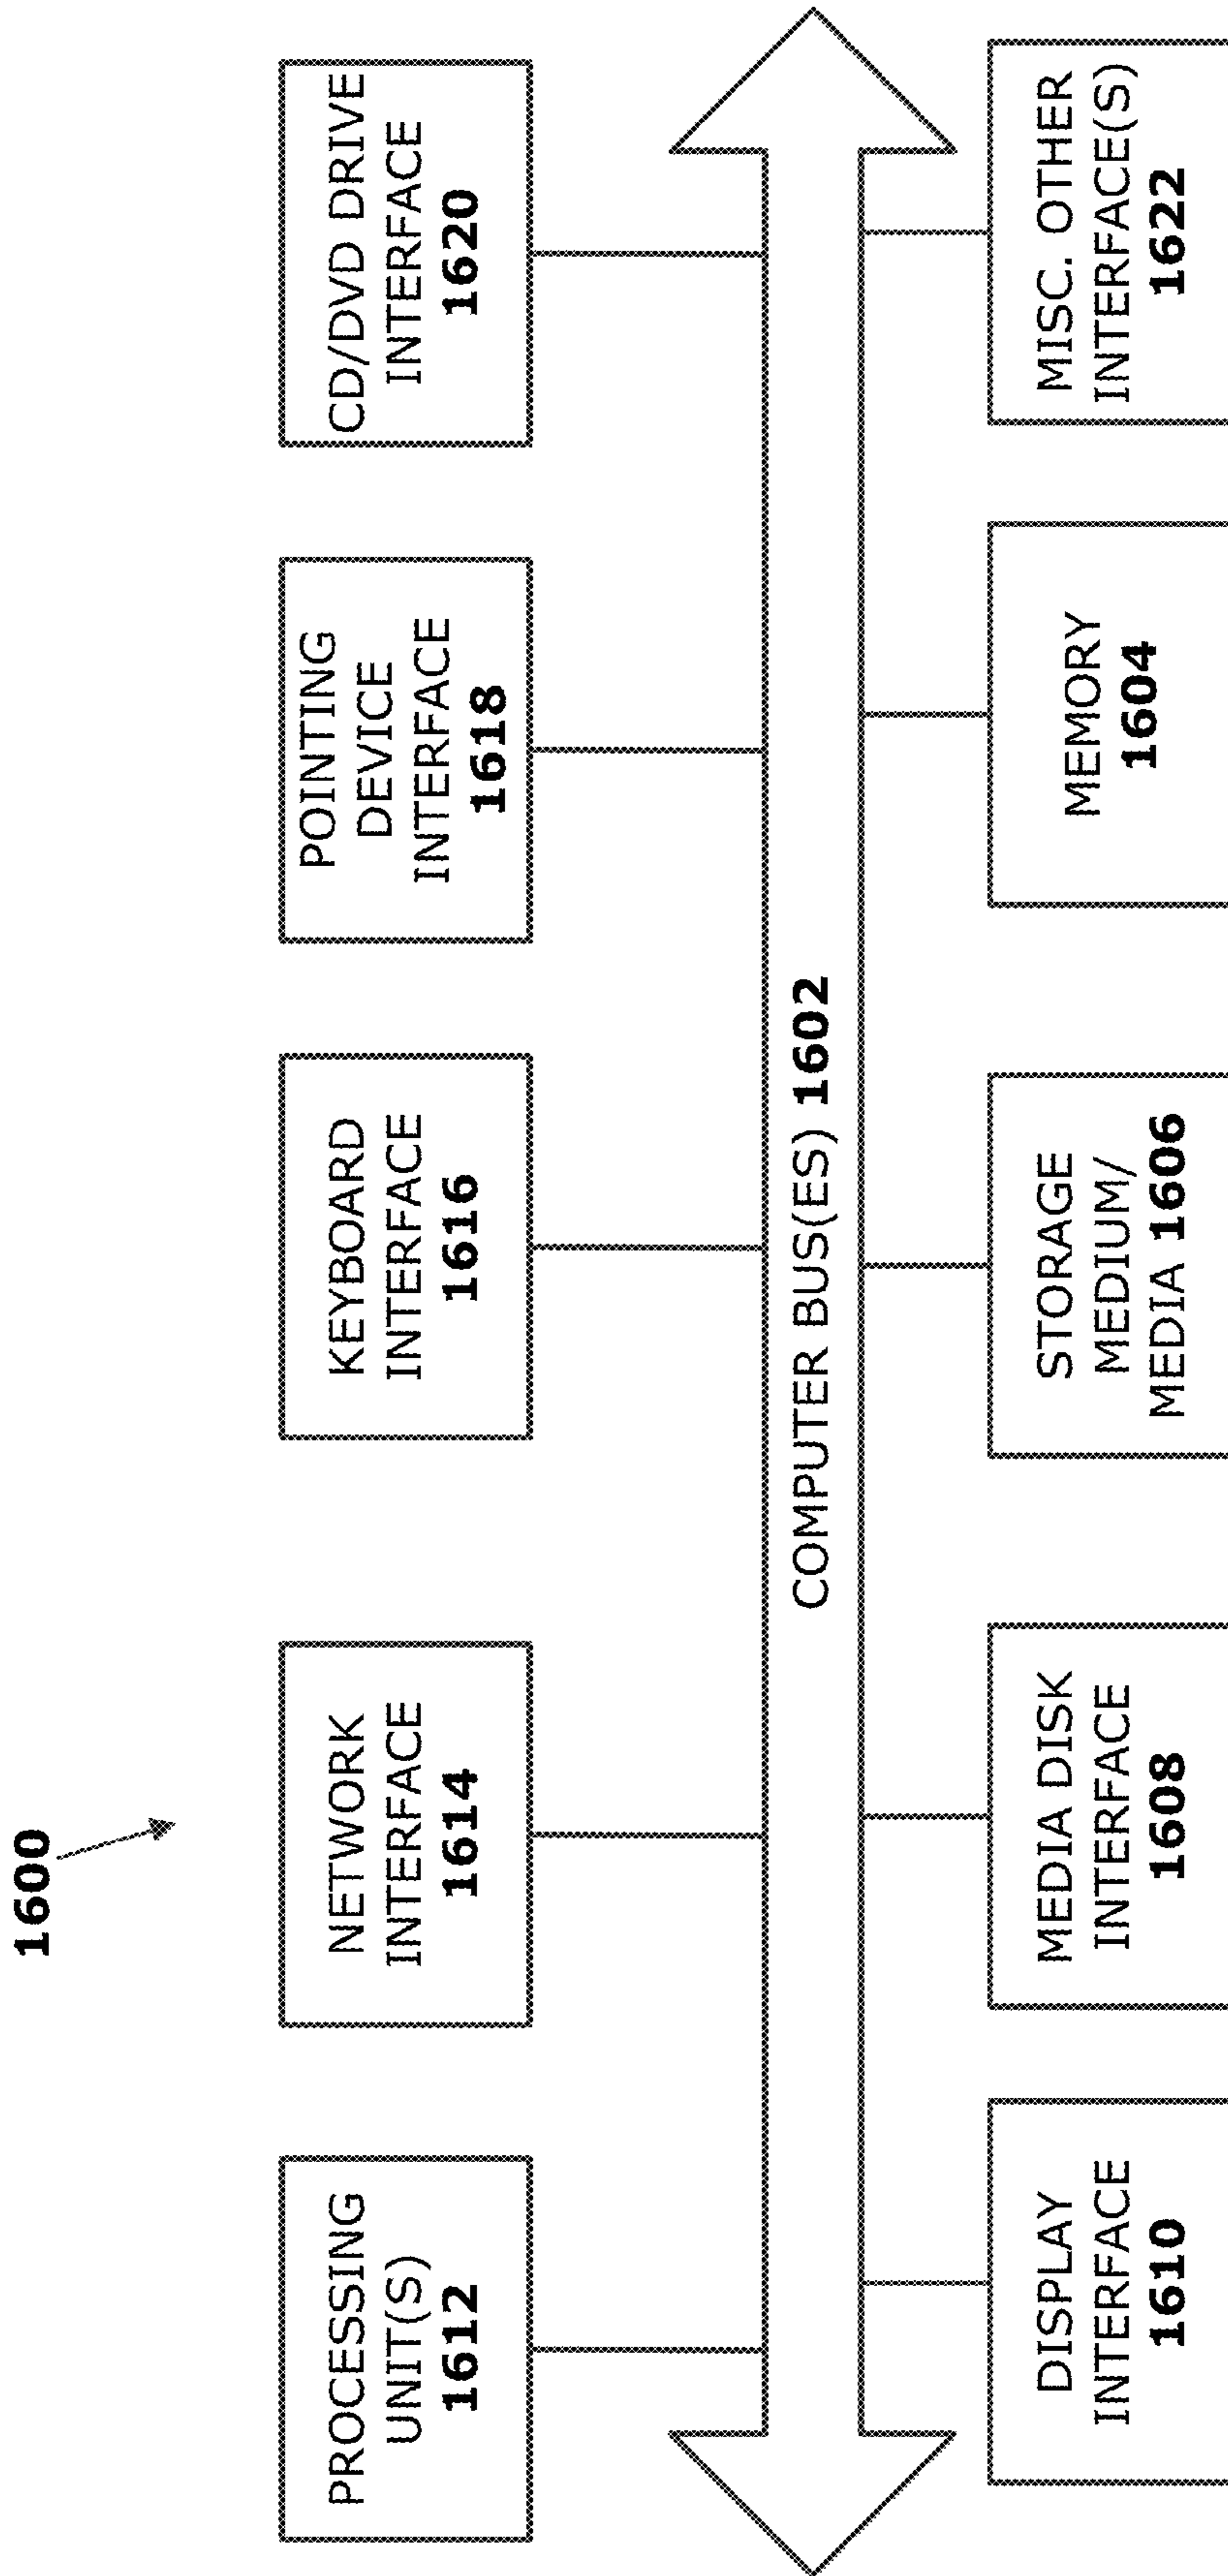 1600
PROCESSING
UNIT(S)
1612
NETWORK
INTERFACE
1614
KEYBOARD
INTERFACE
1616
POINTING
DEVICE
INTERFACE
1618
CD/DVD DRIVE
INTERFACE
1620
COMPUTER BUS(ES) 1602
DISPLAY
INTERFACE
1610
MEDIA DISK
INTERFACE
1608
STORAGE
MEDIUM/
MEDIA 1606
MEMORY
1604
MISC. OTHER
INTERFACE(S)
1622